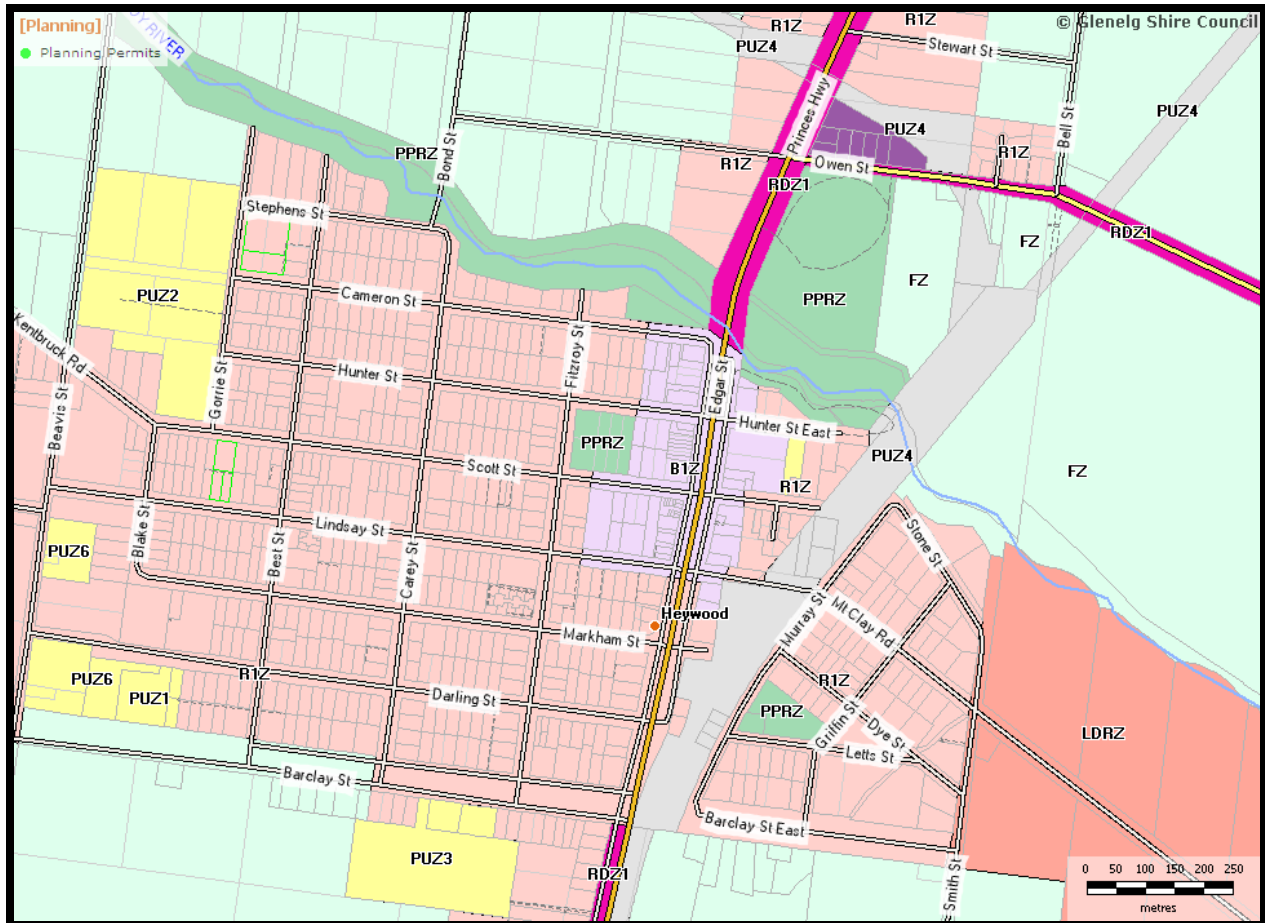 [Planning]
Planning Permits
DY RIVER
© Glenelg Shire Council
R1Z
R1Z
PUZ4
Stewart St
Princes Hwy
PUZ4
PUZ4
Bell St
PPRZ
Bond St
R1Z
Owen St
R1Z
RDZ1
Stephens St
RDZ1
FZ
PUZ2
Cameron St
PPRZ
FZ
Kentbruck Rd
Fitzroy St
Gorrie St
Hunter St
Edgar St
Beavis St
PPRZ
Hunter St East
Scott St
B1Z
PUZ4
FZ
R1Z
Blake St
Lindsay St
Stone St
PUZ6
Best St
Carey St
Heywood
Murray St
Mt Clay Rd
Markham St
PUZ6
R1Z
R1Z
PUZ1
Darling St
PPRZ
Griffin St
Dye St
LDRZ
Letts St
Barclay St
Barclay St East
PUZ3
RDZ1
Smith St
0 50 100 150 200 250
metres